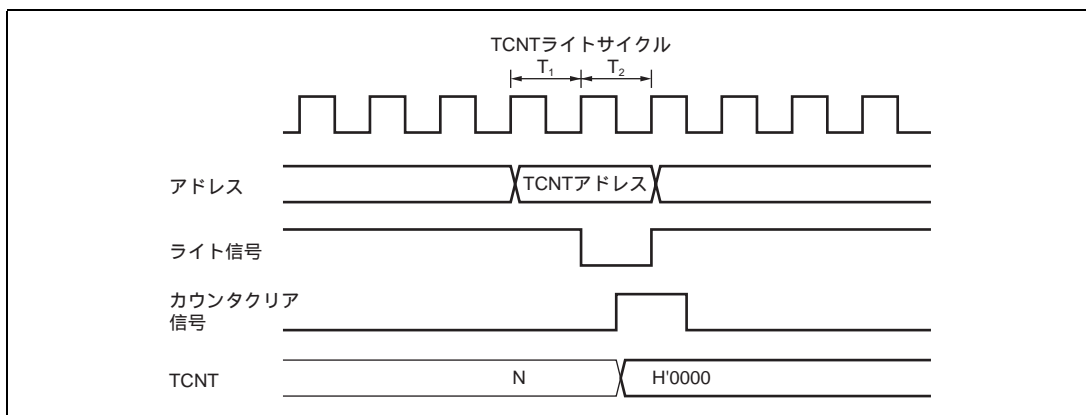 TCNTライトサイクル
T1 T2
アドレス TCNTアドレス
ライト信号
カウンタクリア
信号
TCNT N H'0000